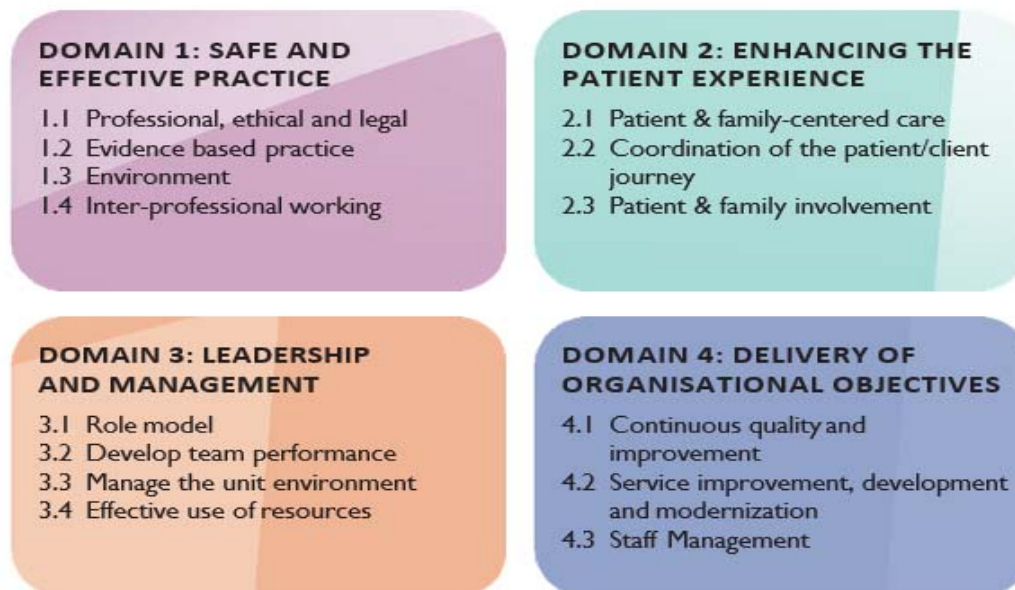 DOMAIN 1: SAFE AND
EFFECTIVE PRACTICE
1.1 Professional, ethical and legal
1.2 Evidence based practice
1.3 Environment
1.4 Inter-professional working
DOMAIN 2: ENHANCING THE
PATIENT EXPERIENCE
2.1 Patient & family-centered care
2.2 Coordination of the patient/client
journey
2.3 Patient & family involvement
DOMAIN 3: LEADERSHIP
AND MANAGEMENT
3.1 Role model
3.2 Develop team performance
3.3 Manage the unit environment
3.4 Effective use of resources
DOMAIN 4: DELIVERY OF
ORGANISATIONAL OBJECTIVES
4.1 Continuous quality and
improvement
4.2 Service improvement, development
and modernization
4.3 Staff Management